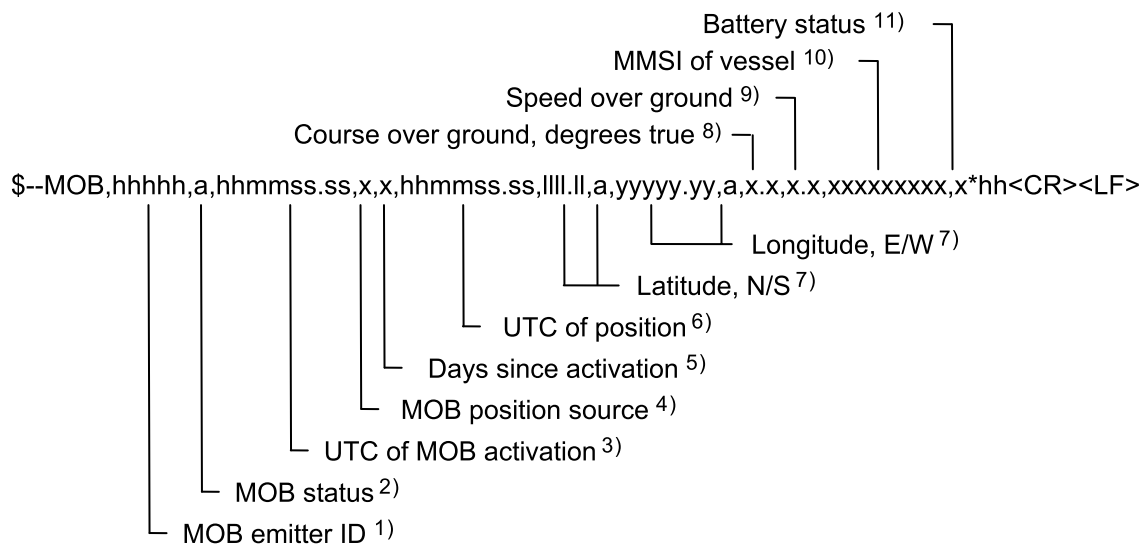 Battery status 11)
MMSI of vessel 10)
Speed over ground 9)
Course over ground, degrees true 8)
$--MOB,hhhhh,a,hhmmss.ss,x,x,hhmmss.ss,llll.ll,a,yyyyy.yy,a,x.x,x.x,xxxxxxxxx,x*hh<CR><LF>
Longitude, E/W 7)
Latitude, N/S 7)
UTC of position 6)
Days since activation 5)
MOB position source 4)
UTC of MOB activation 3)
MOB status 2)
MOB emitter ID 1)